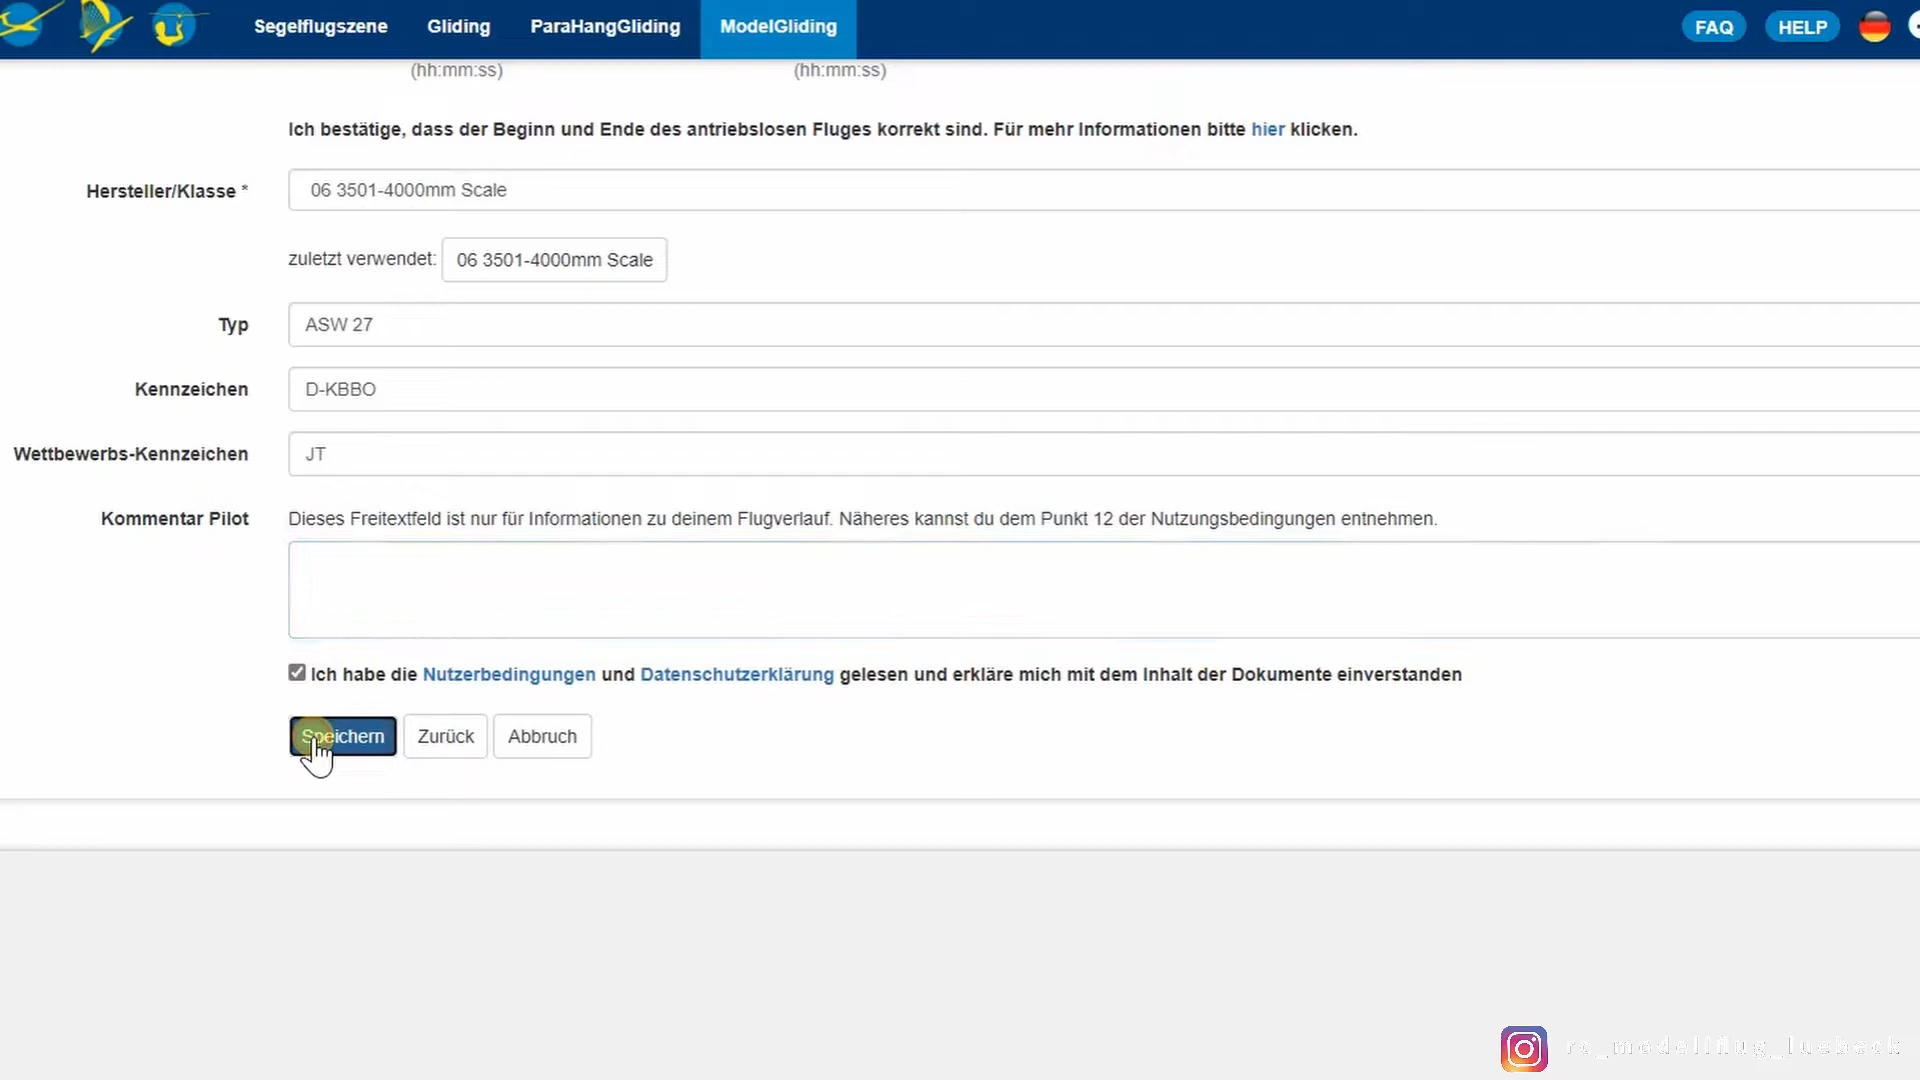 Segelflugszene Gliding ParaHangGliding ModelGliding FAQ HELP
(hh:mm:ss) (hh:mm:ss)
Ich bestätige, dass der Beginn und Ende des antriebslosen Fluges korrekt sind. Für mehr Informationen bitte hier klicken.
Hersteller/Klasse * 06 3501-4000mm Scale
zuletzt verwendet: 06 3501-4000mm Scale
Typ ASW 27
Kennzeichen D-KBBO
Wettbewerbs-Kennzeichen JT
Kommentar Pilot Dieses Freitextfeld ist nur für Informationen zu deinem Flugverlauf. Näheres kannst du dem Punkt 12 der Nutzungsbedingungen entnehmen.
Ich habe die Nutzerbedingungen und Datenschutzerklärung gelesen und erkläre mich mit dem Inhalt der Dokumente einverstanden
Speichern Zurück Abbruch
rc_modellflug_luebeck